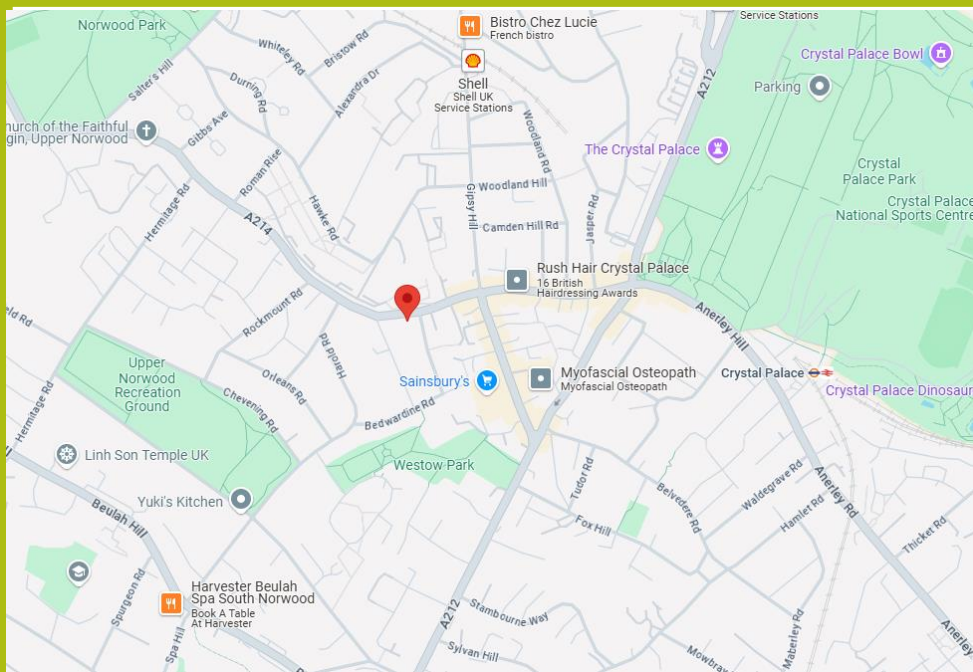 Service Stations
Norwood Park
Bistro Chez Lucie
French bistro
Whiteley Rd
Bristow Rd
Crystal Palace Bowl
Shell
Shell UK
Service Stations
A212
Parking
Salter's Hill
Durning Rd
Alexandra Dr
hurch of the Faithful
gin, Upper Norwood
Gibbs Ave
Woodland Rd
The Crystal Palace
Crystal
Palace Park
Roman Rise
Woodland Hill
Hermitage Rd
Gipsy Hill
Crystal Palace
National Sports Centre
A214
Hawke Rd
Camden Hill Rd
Jasper Rd
Rush Hair Crystal Palace
16 British
Hairdressing Awards
Rockmount Rd
eld Rd
Anerley Hill
Harold Rd
Upper
Norwood
Recreation
Ground
Orleans Rd
Sainsbury's
Myofascial Osteopath
Myofascial Osteopath
Crystal Palace
Crystal Palace Dinosaur
Hermitage Rd
Chevening Rd
Bedwardine Rd
Linh Son Temple UK
Westow Park
Tudor Rd
Belvedere Rd
Waldegrave Rd
Anerley Rd
Yuki's Kitchen
Beulah Hill
Fox Hill
Hamlet Rd
Thicket Rd
Harvester Beulah
Spa South Norwood
Book A Table
At Harvester
Spurgeon Rd
Spa Hil
A212
Stambourne Way
Sylvan Hill
Maberley Rd
Mowbray
Anerley